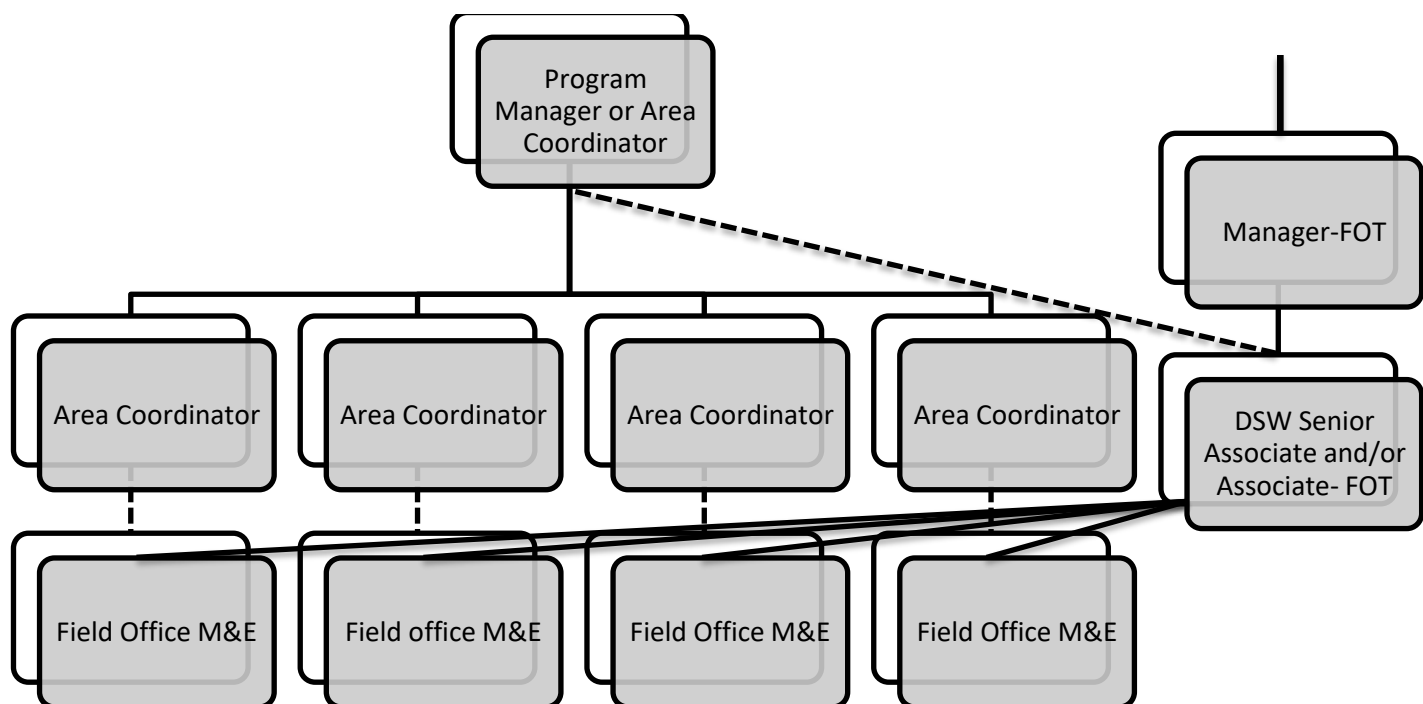 Program
Manager or Area
Coordinator
Manager-FOT
Area Coordinator
Area Coordinator
Area Coordinator
Area Coordinator
DSW Senior
Associate and/or
Associate- FOT
Field Office M&E
Field office M&E
Field Office M&E
Field Office M&E